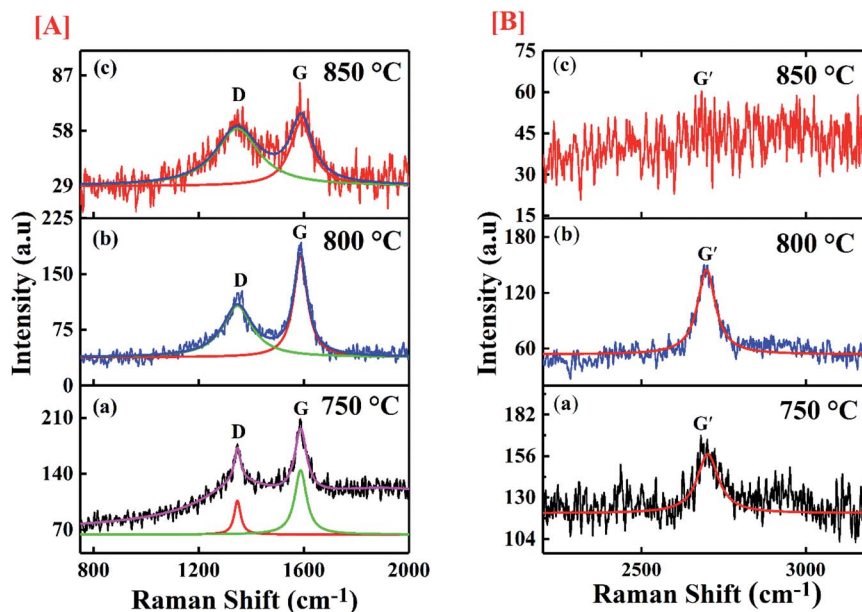 [A]
(c)
850 °C
D
G
87
58
29
(b)
800 °C
D
G
225
150
75
0
(a)
750 °C
D
G
210
140
70
800 1200 1600 2000
Intensity (a.u)
Raman Shift (cm-1)
[B]
(c)
850 °C
G′
75
60
45
30
15
(b)
800 °C
G′
180
120
60
(a)
750 °C
G′
182
156
130
104
2500 3000
Intensity (a.u)
Raman Shift (cm-1)